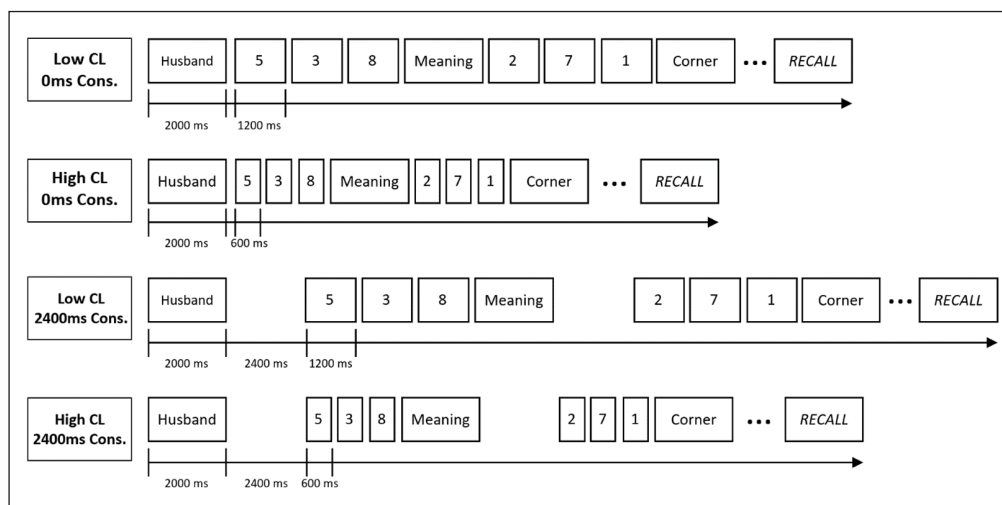 Low CL
0ms Cons.
Husband 5 3 8 Meaning 2 7 1 Corner ••• RECALL
2000 ms 1200 ms
High CL
0ms Cons.
Husband 5 3 8 Meaning 2 7 1 Corner ••• RECALL
2000 ms 600 ms
Low CL
2400ms Cons.
Husband 5 3 8 Meaning 2 7 1 Corner ••• RECALL
2000 ms 2400 ms 1200 ms
High CL
2400ms Cons.
Husband 5 3 8 Meaning 2 7 1 Corner ••• RECALL
2000 ms 2400 ms 600 ms